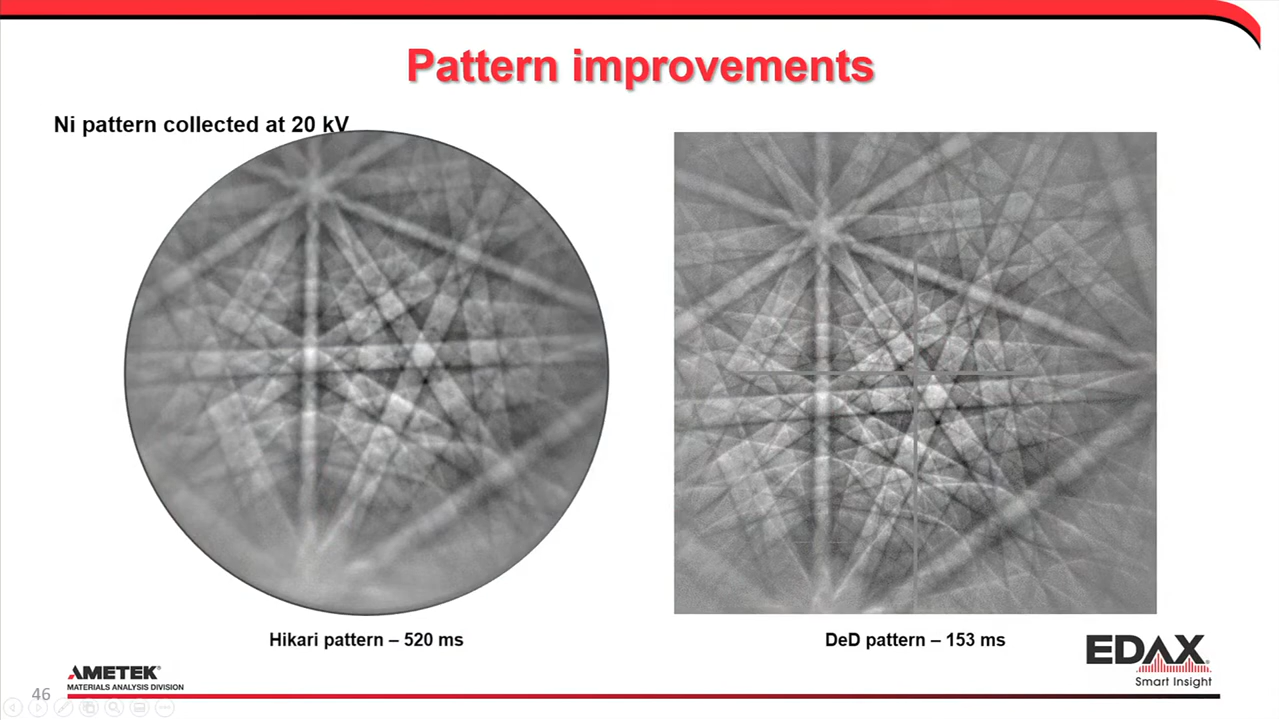 Pattern improvements
Ni pattern collected at 20 kV
Hikari pattern – 520 ms
DeD pattern – 153 ms
AMETEK®
MATERIALS ANALYSIS DIVISION
EDAX®
Smart Insight
46